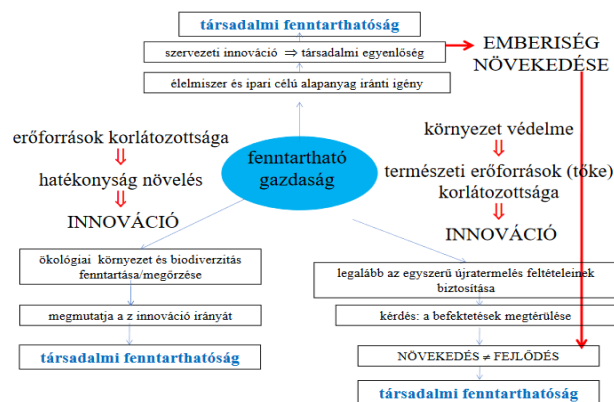 társadalmi fenntarthatóság
szervezeti innováció ⇒ társadalmi egyenlőség
élelmiszer és ipari célú alapanyag iránti igény
EMBERISÉG
NÖVEKEDÉSE
erőforrások korlátozottsága
⇓
hatékonyság növelés
⇓
INNOVÁCIÓ
fenntartható
gazdaság
környezet védelme
⇓
természeti erőforrások (tőke)
korlátozottsága
⇓
INNOVÁCIÓ
ökológiai környezet és biodiverzitás
fenntartása/megőrzése
megmutatja a z innováció irányát
társadalmi fenntarthatóság
legalább az egyszerű újratermelés feltételeinek
biztosítása
kérdés: a befektetések megtérülése
NÖVEKEDÉS ≠ FEJLŐDÉS
társadalmi fenntarthatóság